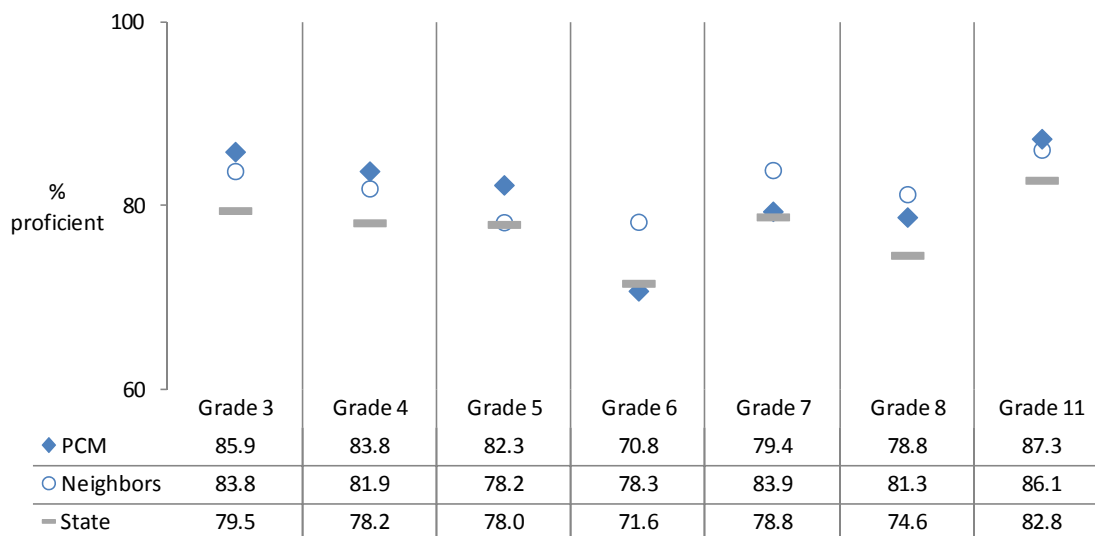 100
%
proficient
80
60
Grade 3 Grade 4 Grade 5 Grade 6 Grade 7 Grade 8 Grade 11
PCM 85.9 83.8 82.3 70.8 79.4 78.8 87.3
Neighbors 83.8 81.9 78.2 78.3 83.9 81.3 86.1
State 79.5 78.2 78.0 71.6 78.8 74.6 82.8